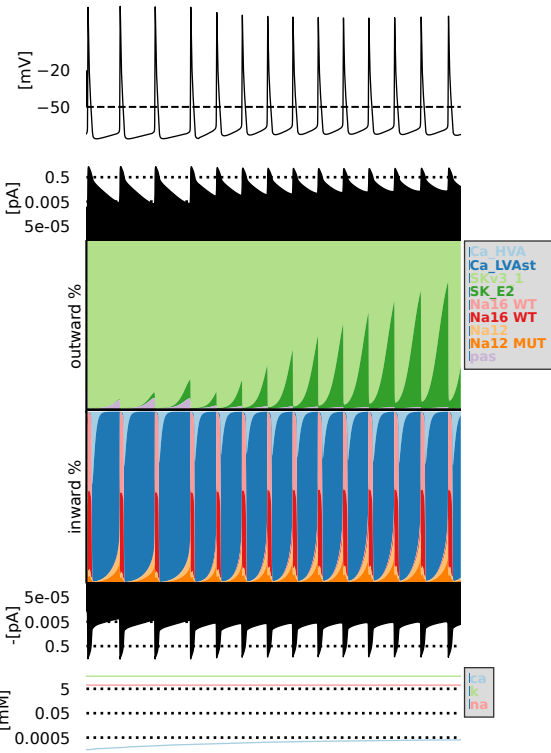 [mV]
−20
−50
[pA]
0.5
0.005
5e-05
outward %
Ca_HVA
Ca_LVAst
SKv3_1
SK_E2
Na16 WT
Na16 WT
Na12
Na12 MUT
pas
inward %
-[pA]
5e-05
0.005
0.5
[mM]
5
0.05
0.0005
ca
k
na